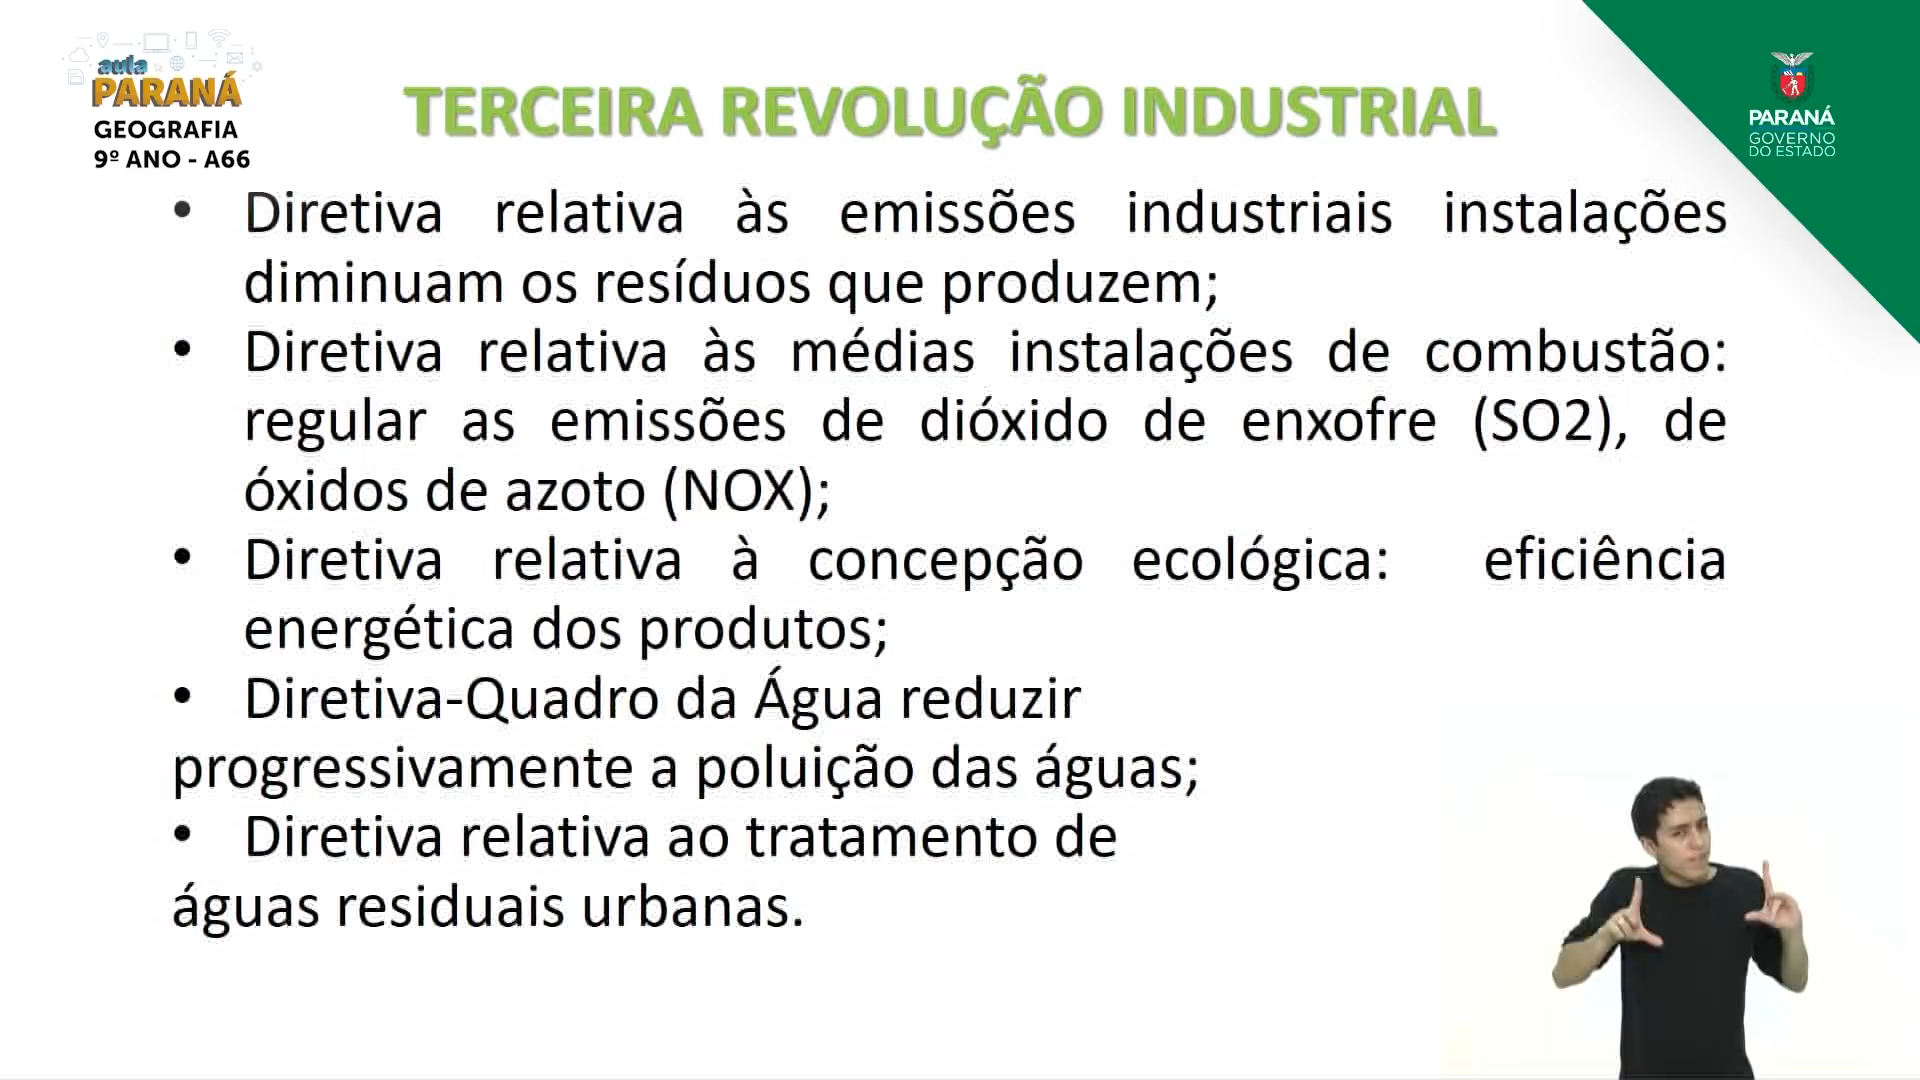 aula
PARANÁ
GEOGRAFIA
9º ANO - A66
TERCEIRA REVOLUÇÃO INDUSTRIAL
PARANÁ
GOVERNO
DO ESTADO
• Diretiva relativa às emissões industriais instalações
diminuam os resíduos que produzem;
• Diretiva relativa às médias instalações de combustão:
regular as emissões de dióxido de enxofre (SO2), de
óxidos de azoto (NOX);
• Diretiva relativa à concepção ecológica: eficiência
energética dos produtos;
• Diretiva-Quadro da Água reduzir
progressivamente a poluição das águas;
• Diretiva relativa ao tratamento de
águas residuais urbanas.